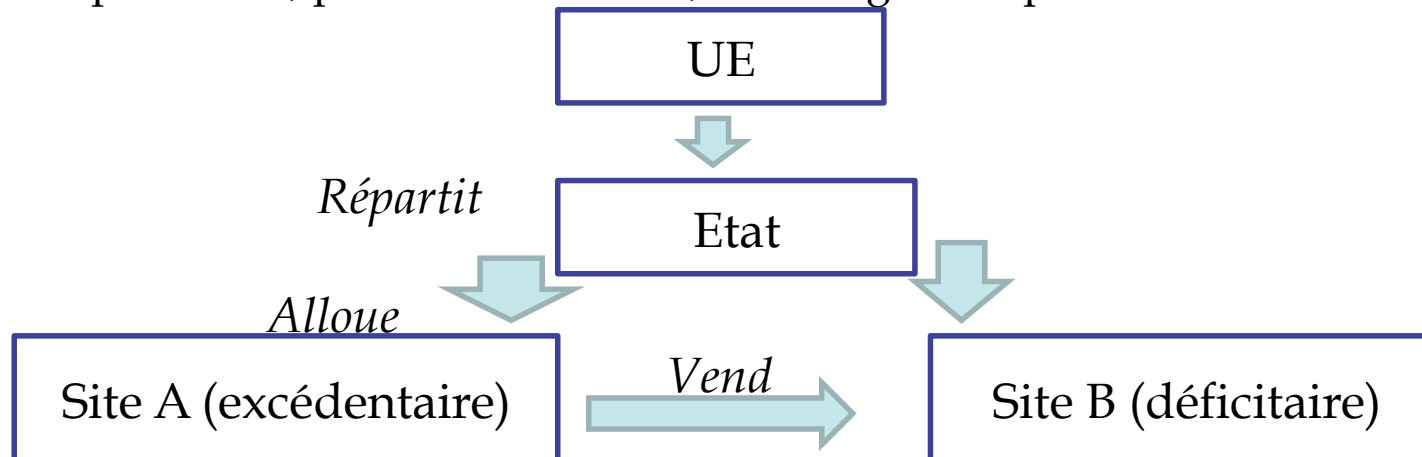 UE
Répartit
Etat
Alloue
Site A (excédentaire)
Vend
Site B (déficitaire)